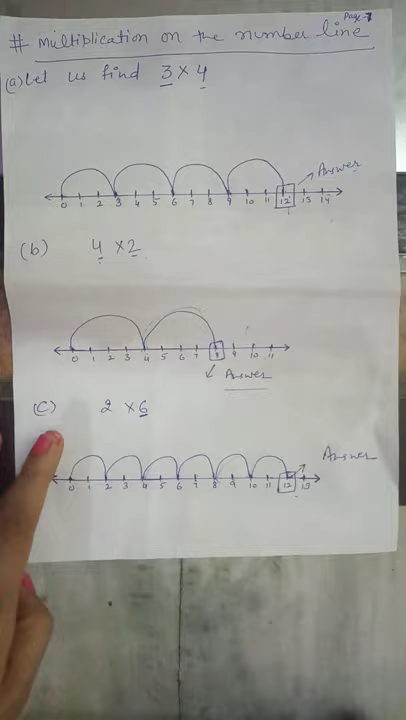 Page-7
# Multiplication on the number line
(a) Let us find 3 × 4
Answer
0 1 2 3 4 5 6 7 8 9 10 11 12 13 14
(b) 4 × 2
0 1 2 3 4 5 6 7 8 9 10 11
Answer
(C) 2 × 6
Answer
0 1 2 3 4 5 6 7 8 9 10 11 12 13